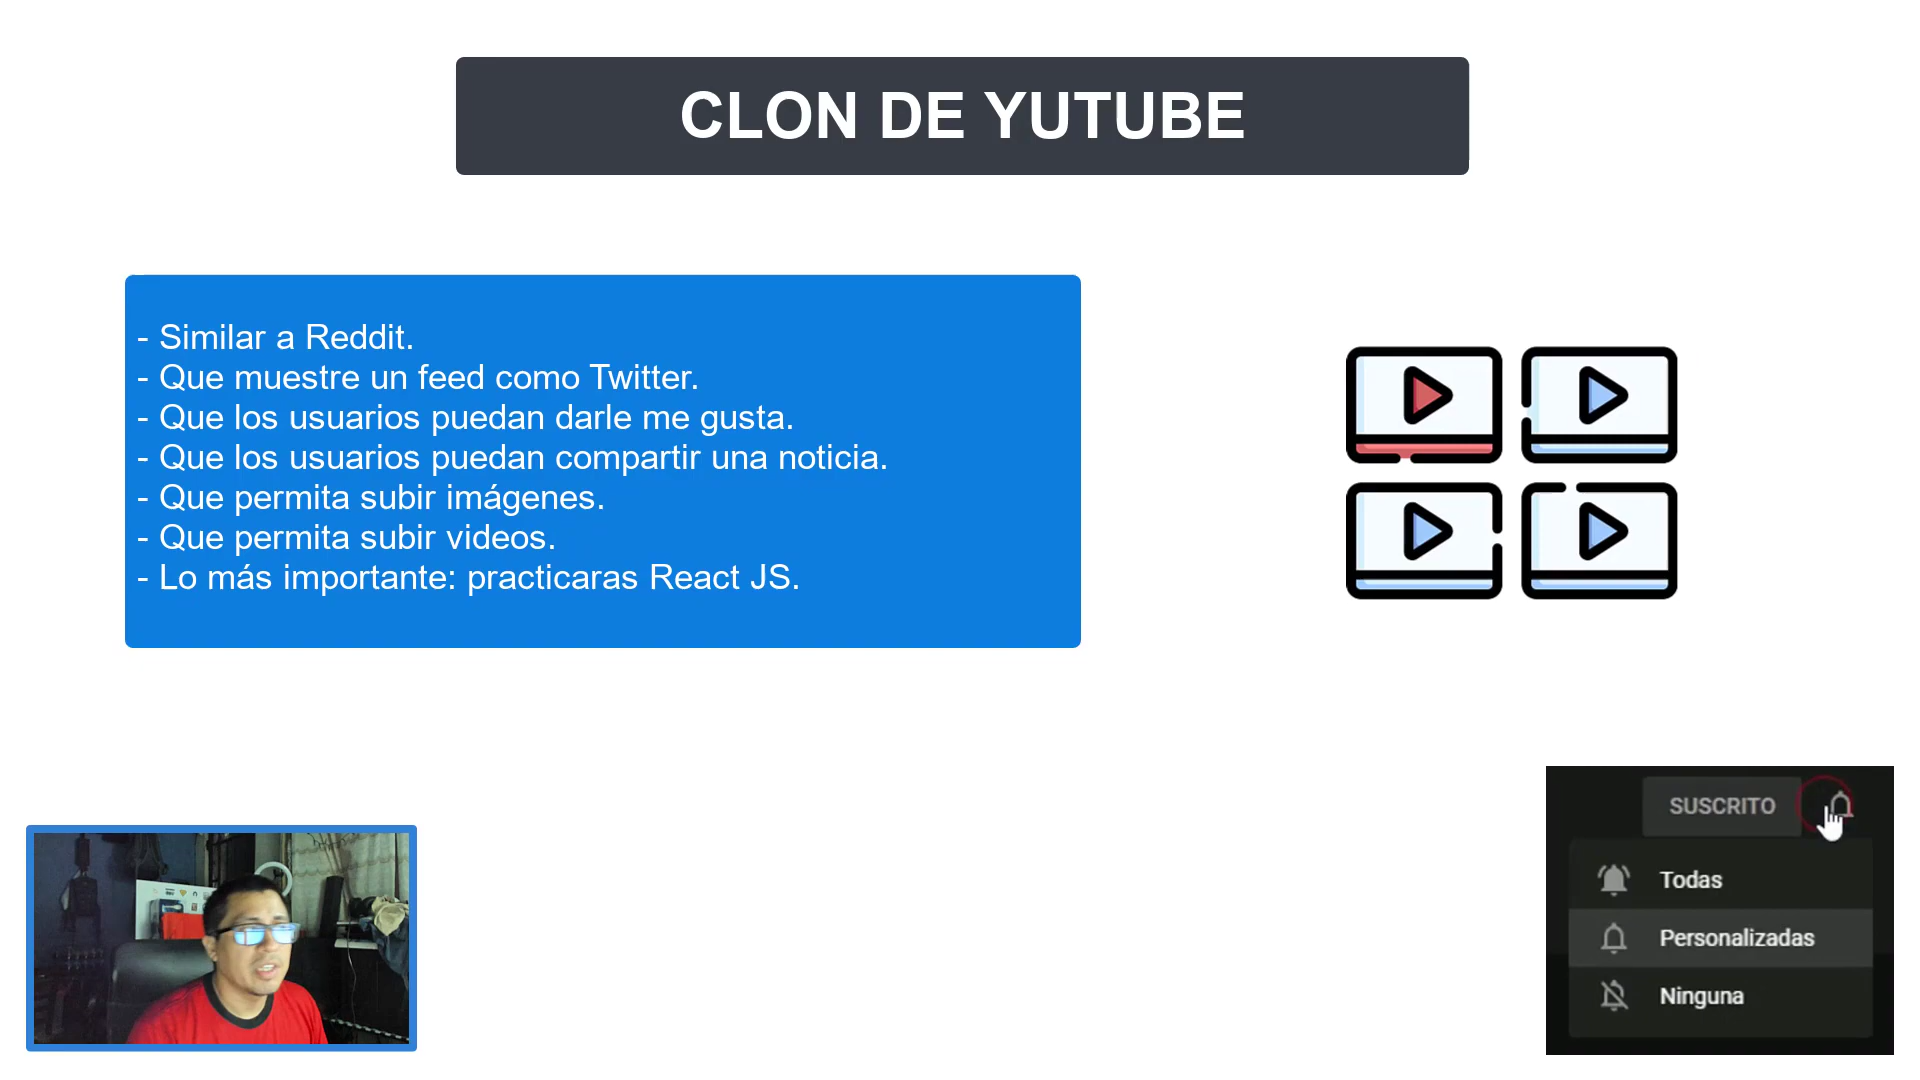 CLON DE YUTUBE
- Similar a Reddit.
- Que muestre un feed como Twitter.
- Que los usuarios puedan darle me gusta.
- Que los usuarios puedan compartir una noticia.
- Que permita subir imágenes.
- Que permita subir videos.
- Lo más importante: practicaras React JS.
SUSCRITO
Todas
Personalizadas
Ninguna